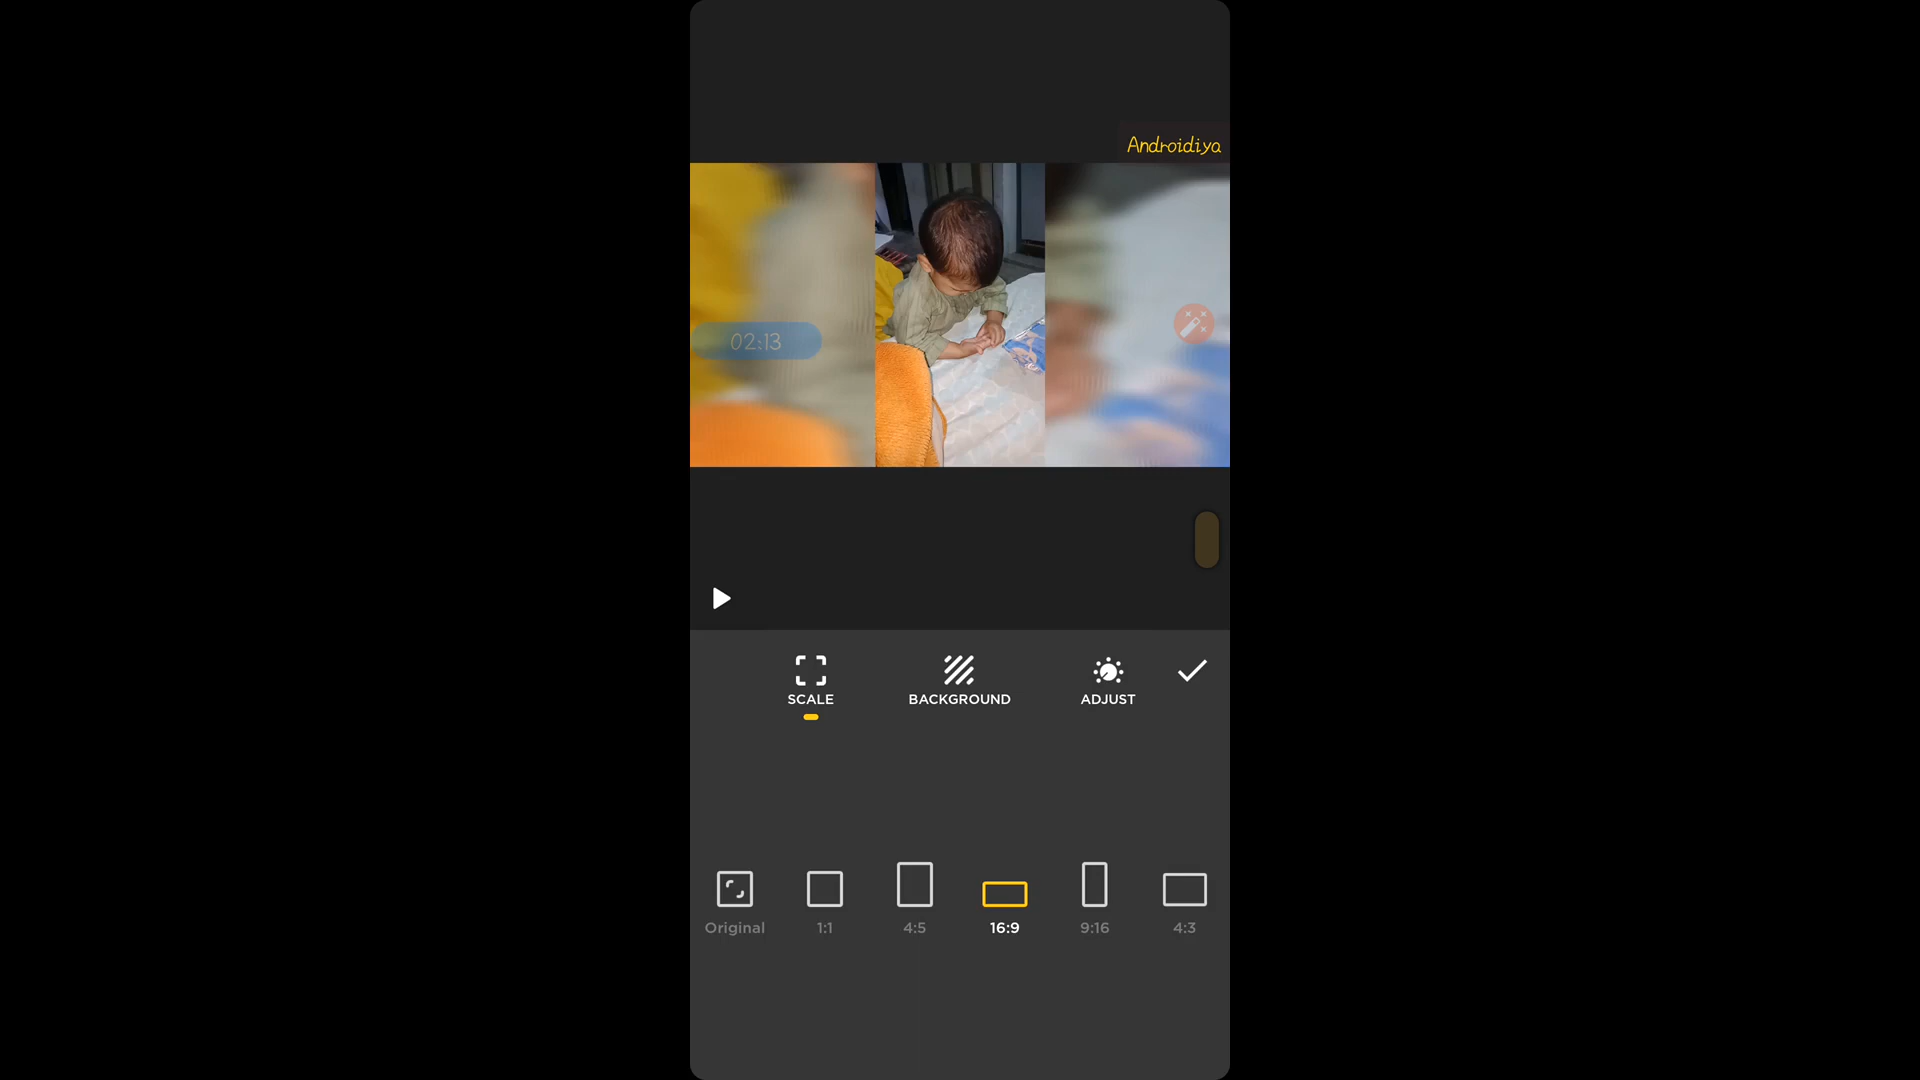 Androidiya
02:13
SCALE
BACKGROUND
ADJUST
Original
1:1
4:5
16:9
9:16
4:3